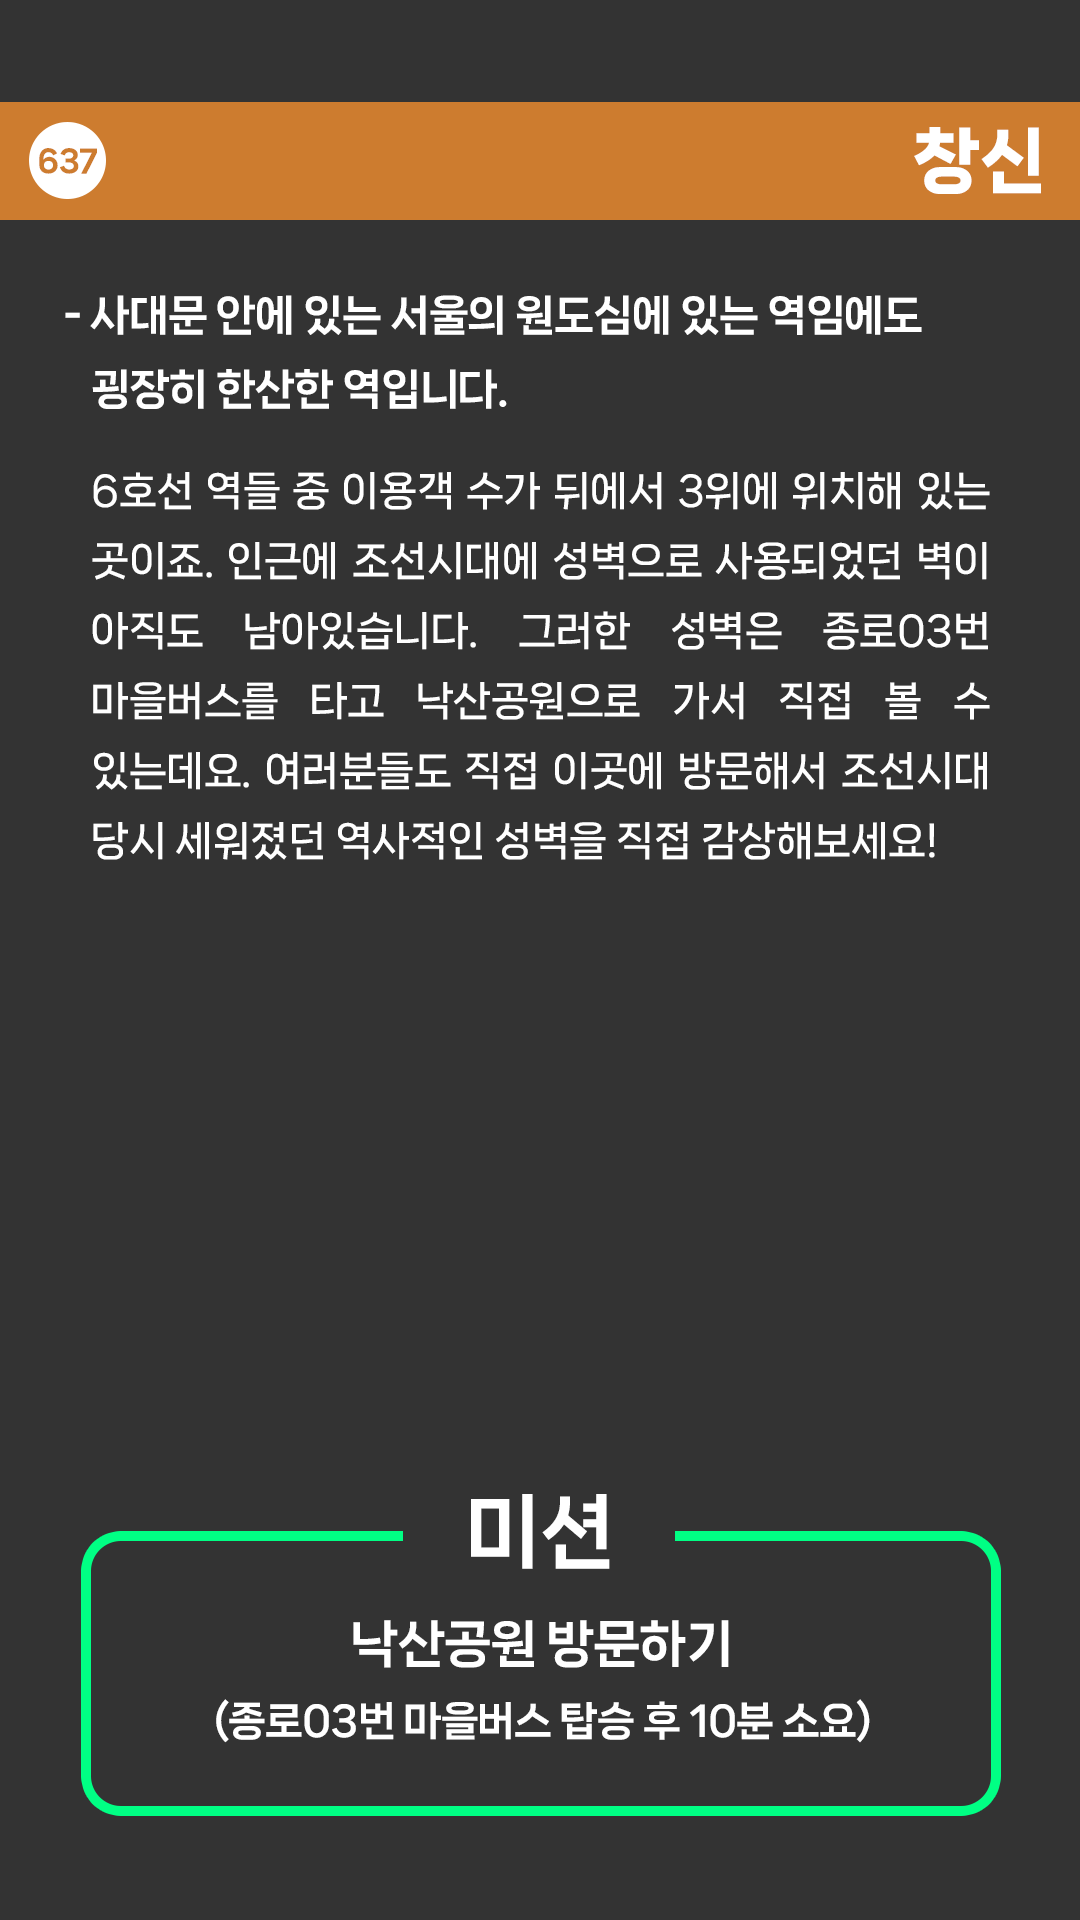 637
창신
- 사대문 안에 있는 서울의 원도심에 있는 역임에도
굉장히 한산한 역입니다.
6호선 역들 중 이용객 수가 뒤에서 3위에 위치해 있는
곳이죠. 인근에 조선시대에 성벽으로 사용되었던 벽이
아직도 남아있습니다. 그러한 성벽은 종로03번
마을버스를 타고 낙산공원으로 가서 직접 볼 수
있는데요. 여러분들도 직접 이곳에 방문해서 조선시대
당시 세워졌던 역사적인 성벽을 직접 감상해보세요!
미션
낙산공원 방문하기
(종로03번 마을버스 탑승 후 10분 소요)